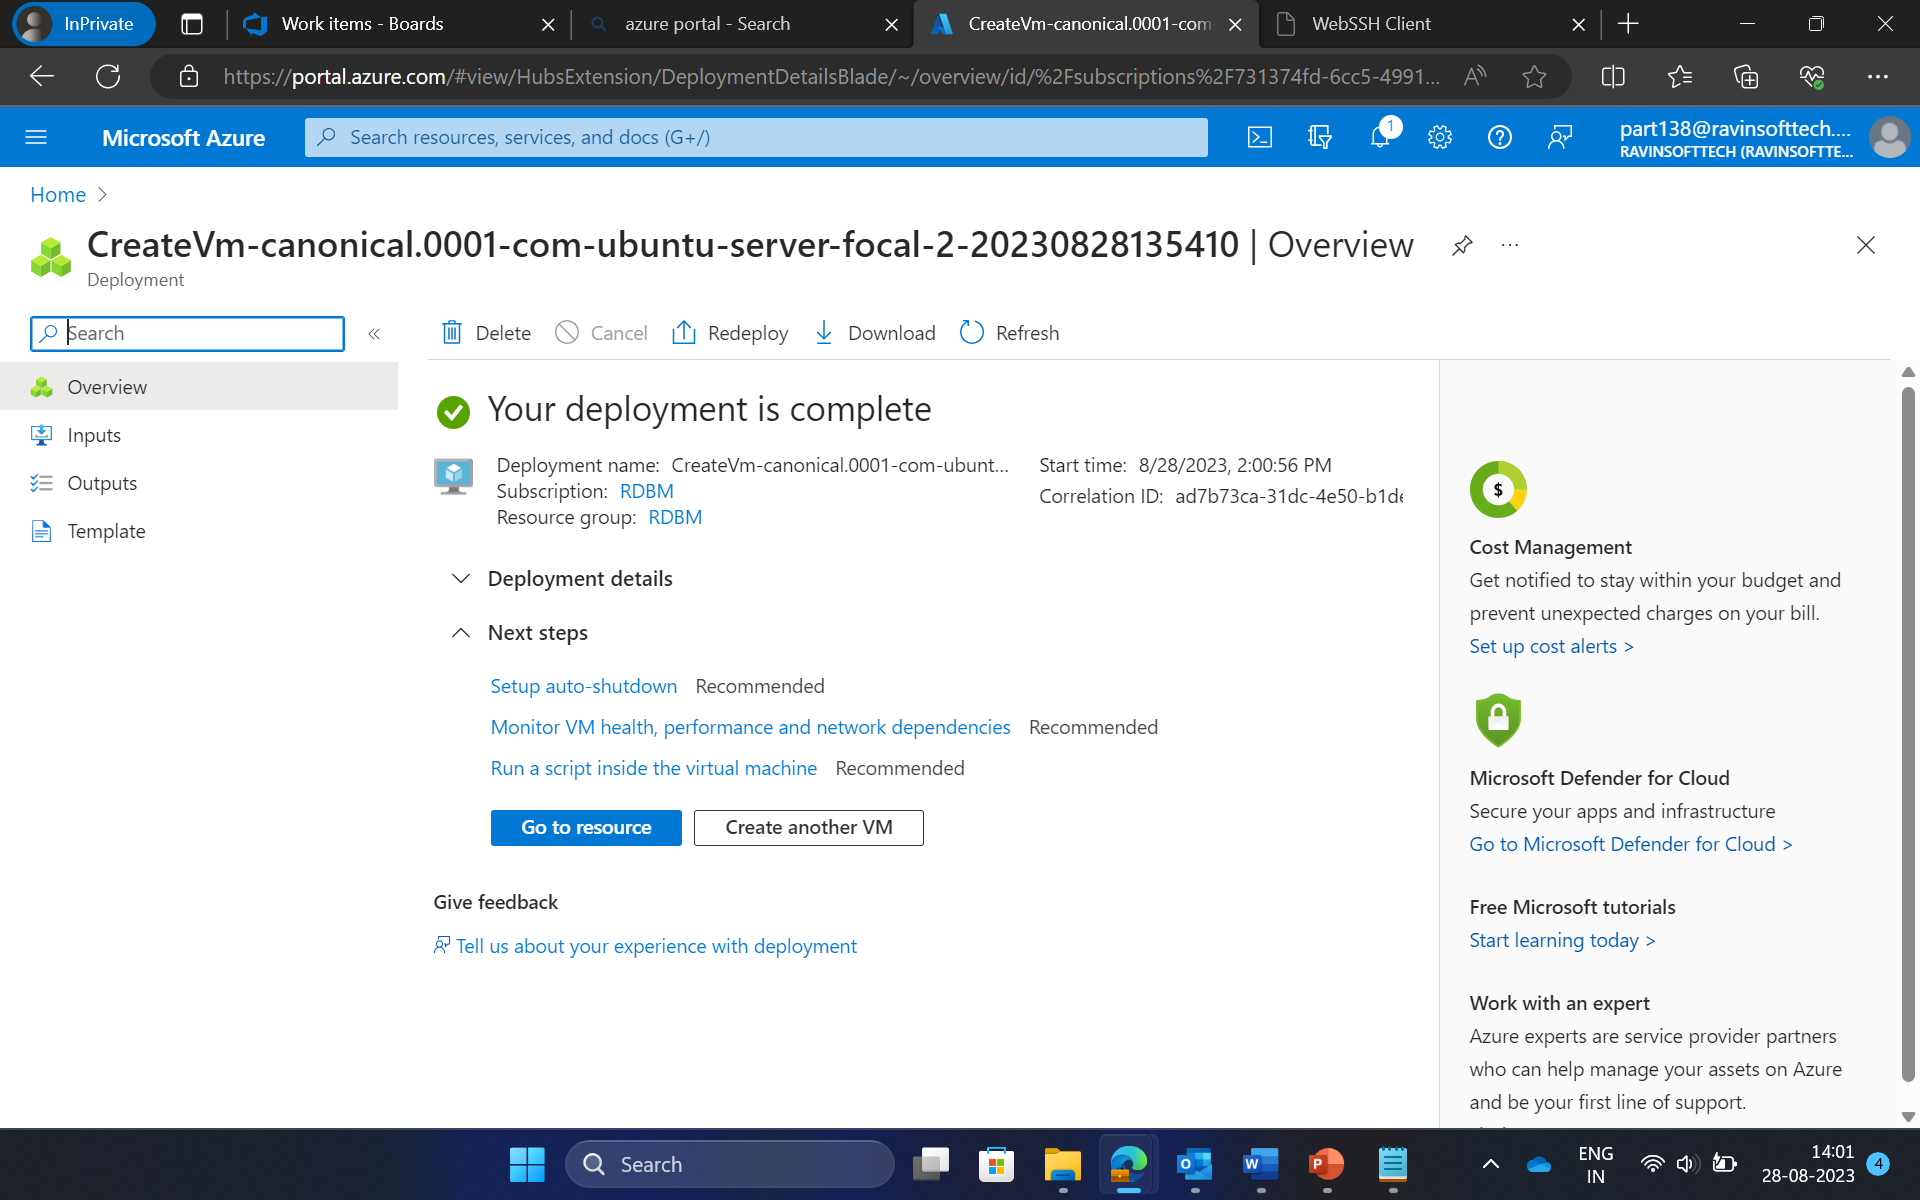 InPrivate
Work items - Boards
azure portal - Search
CreateVm-canonical.0001-com-
WebSSH Client
https://portal.azure.com/#view/HubsExtension/DeploymentDetailsBlade/~/overview/id/%2Fsubscriptions%2F731374fd-6cc5-4991...
Microsoft Azure
Search resources, services, and docs (G+/)
1
part138@ravinsofttech....
RAVINSOFTTECH (RAVINSOFTTE...
Home
CreateVm-canonical.0001-com-ubuntu-server-focal-2-20230828135410 | Overview
Deployment
Search
Delete
Cancel
Redeploy
Download
Refresh
Overview
Inputs
Outputs
Template
Your deployment is complete
Deployment name: CreateVm-canonical.0001-com-ubunt...
Subscription: RDBM
Resource group: RDBM
Start time: 8/28/2023, 2:00:56 PM
Correlation ID: ad7b73ca-31dc-4e50-b1de
Deployment details
Next steps
Setup auto-shutdown Recommended
Monitor VM health, performance and network dependencies Recommended
Run a script inside the virtual machine Recommended
Go to resource
Create another VM
Give feedback
Tell us about your experience with deployment
$
Cost Management
Get notified to stay within your budget and
prevent unexpected charges on your bill.
Set up cost alerts >
Microsoft Defender for Cloud
Secure your apps and infrastructure
Go to Microsoft Defender for Cloud >
Free Microsoft tutorials
Start learning today >
Work with an expert
Azure experts are service provider partners
who can help manage your assets on Azure
and be your first line of support.
Search
ENG
IN
14:01
28-08-2023
4